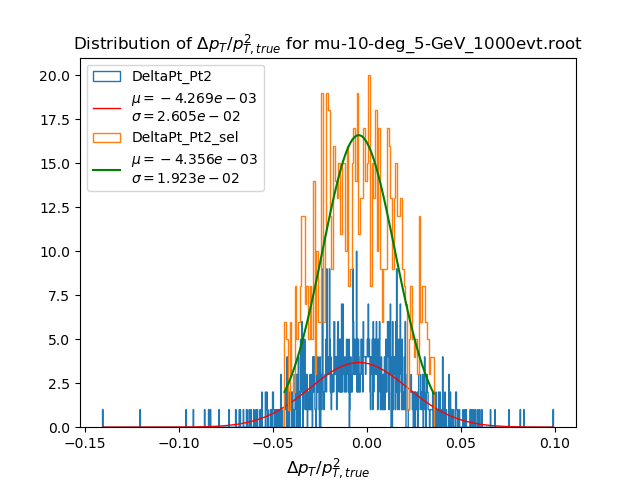 Distribution of Δp_T/p²_{T,true} for mu-10-deg_5-GeV_1000evt.root
DeltaPt_Pt2
μ = −4.269e−03
σ = 2.605e−02
DeltaPt_Pt2_sel
μ = −4.356e−03
σ = 1.923e−02
20.0
17.5
15.0
12.5
10.0
7.5
5.0
2.5
0.0
−0.15 −0.10 −0.05 0.00 0.05 0.10
Δp_T/p²_{T,true}